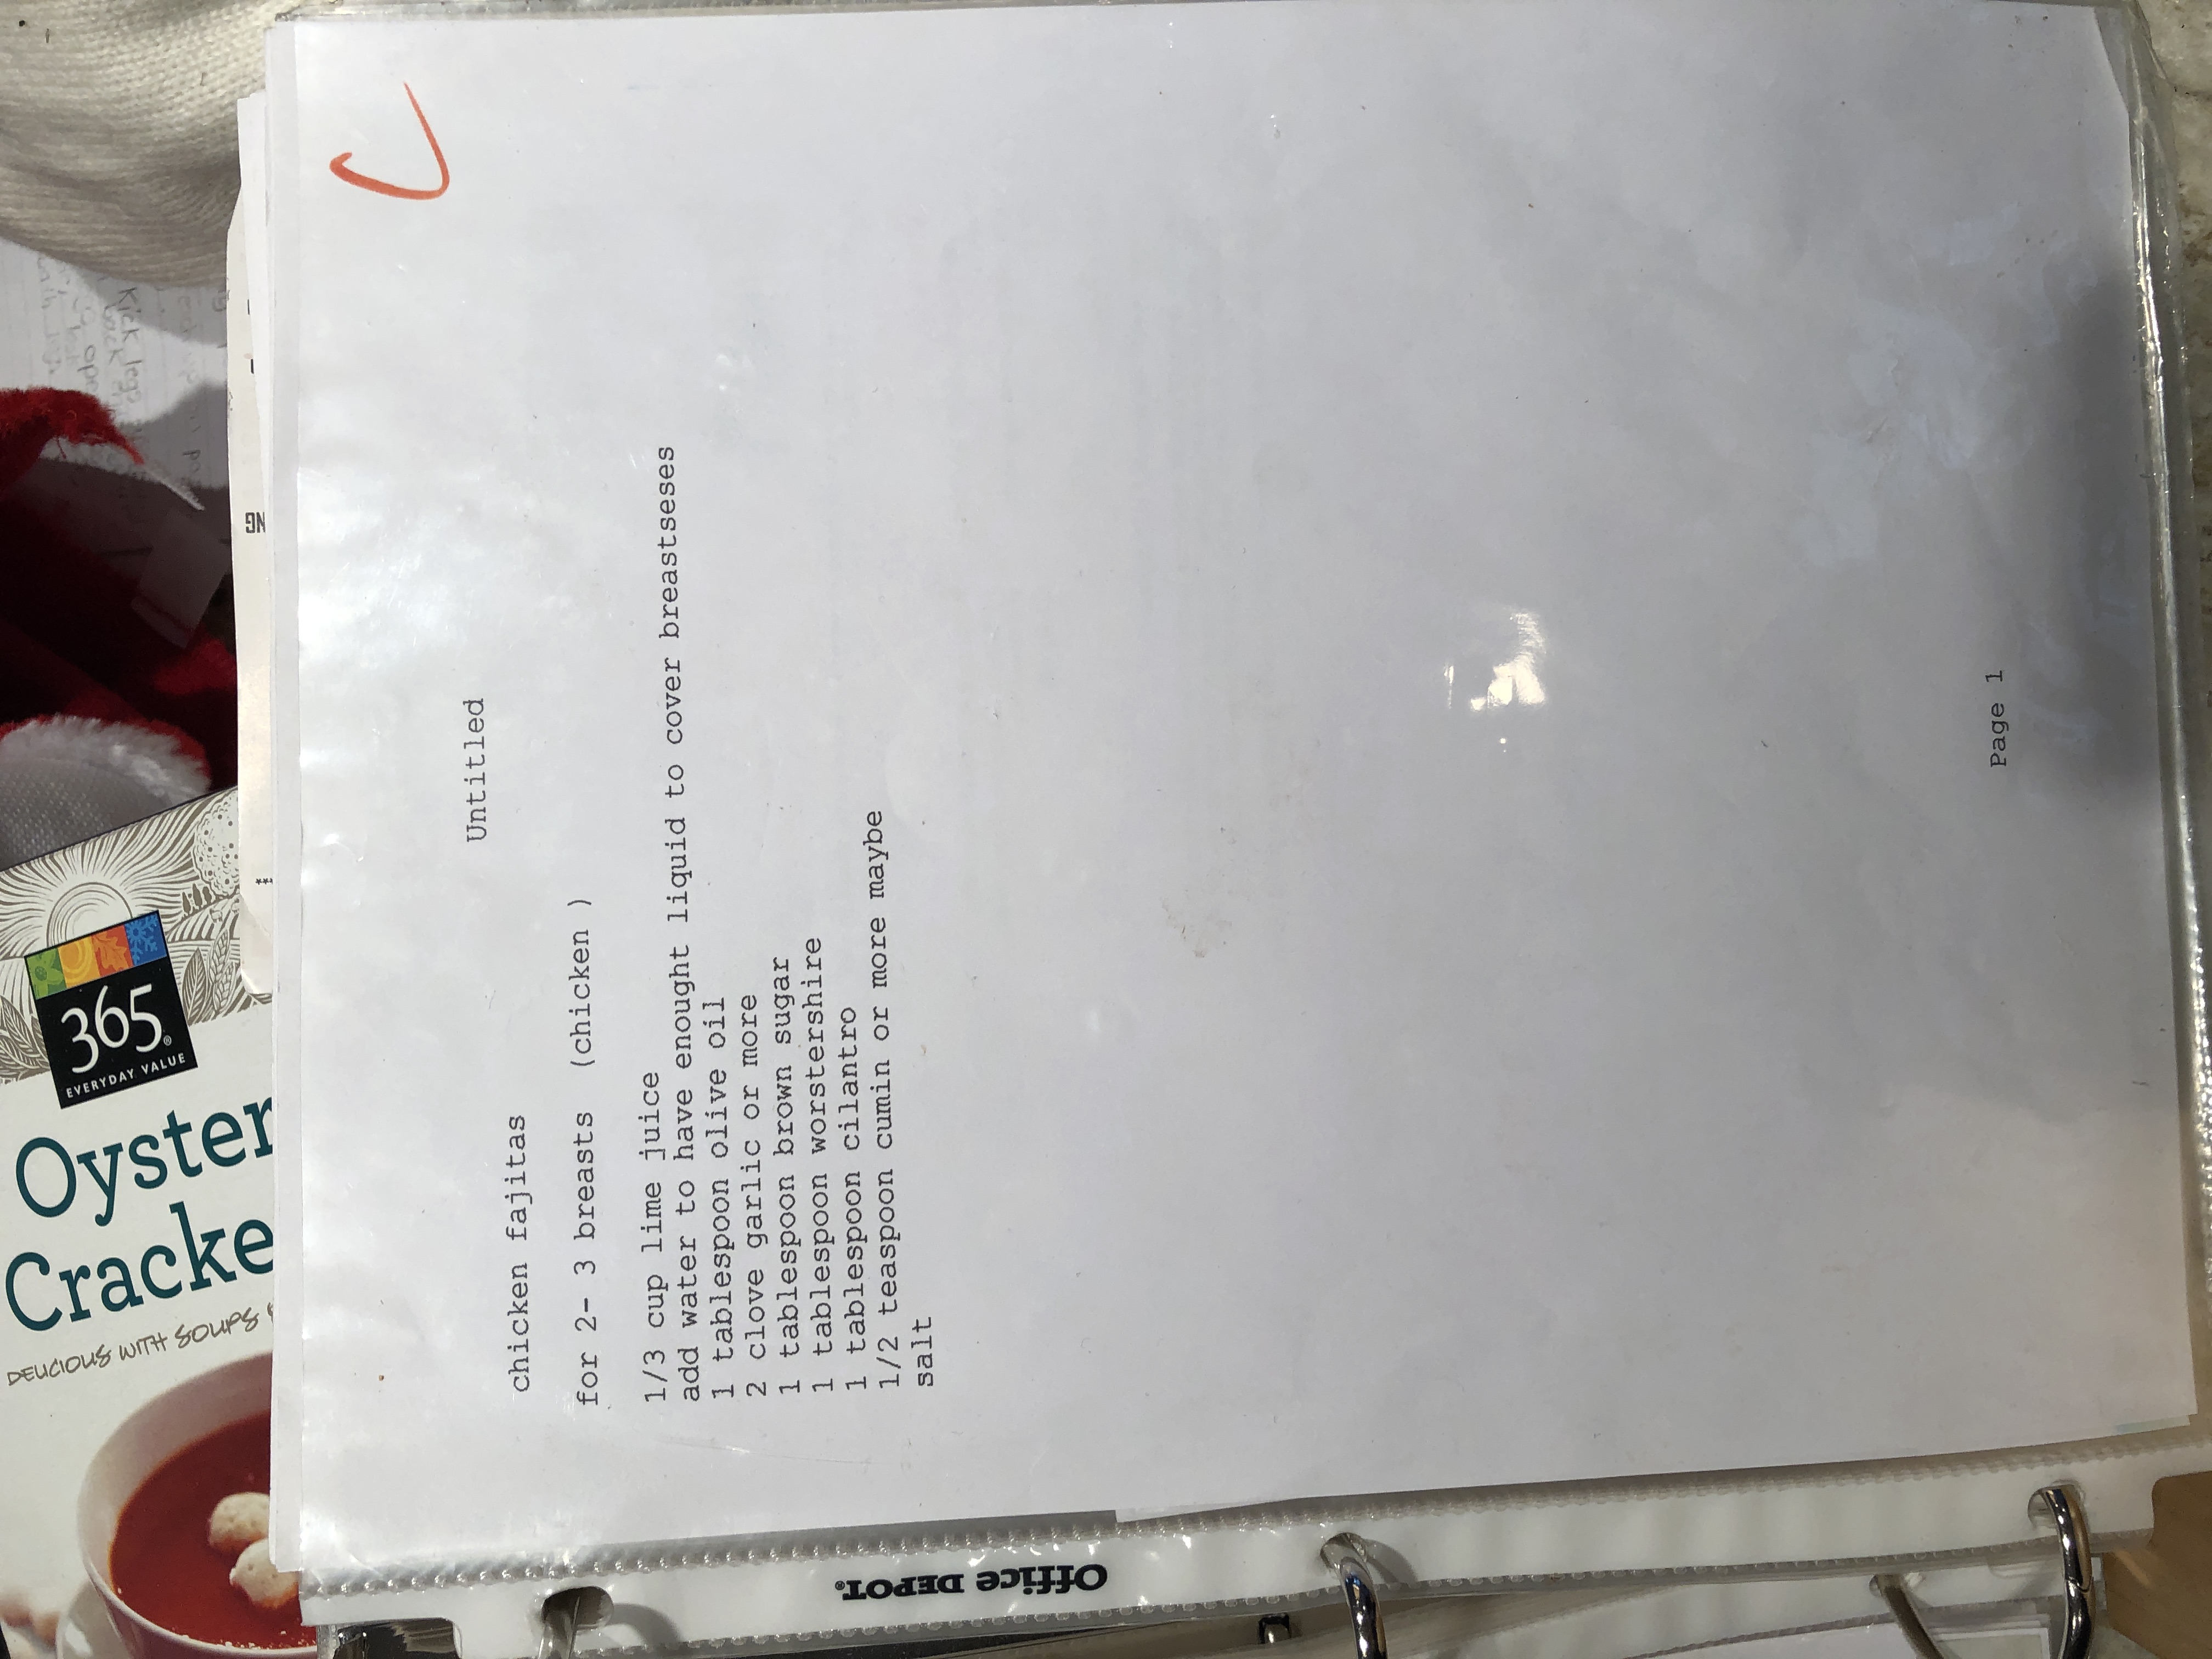 Untitled
chicken fajitas
for 2- 3 breasts (chicken )
1/3 cup lime juice
add water to have enought liquid to cover breastseses
1 tablespoon olive oil
2 clove garlic or more
1 tablespoon brown sugar
1 tablespoon worstershire
1 tablespoon cilantro
1/2 teaspoon cumin or more maybe
salt
Page 1
Office DEPOT®
365®
EVERYDAY VALUE
Oyster
Cracke
DELICIOUS WITH SOUPS
NG
**
Kick legs